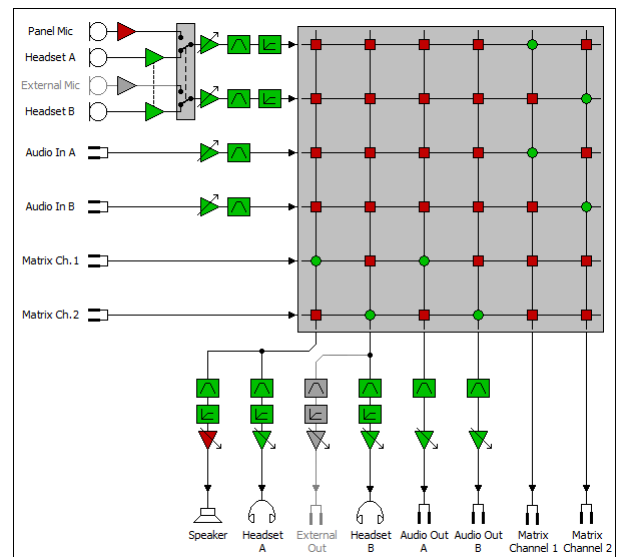 Panel Mic
Headset A
External Mic
Headset B
Audio In A
Audio In B
Matrix Ch.1
Matrix Ch.2
Speaker
Headset A
External Out
Headset B
Audio Out A
Audio Out B
Matrix Channel 1
Matrix Channel 2